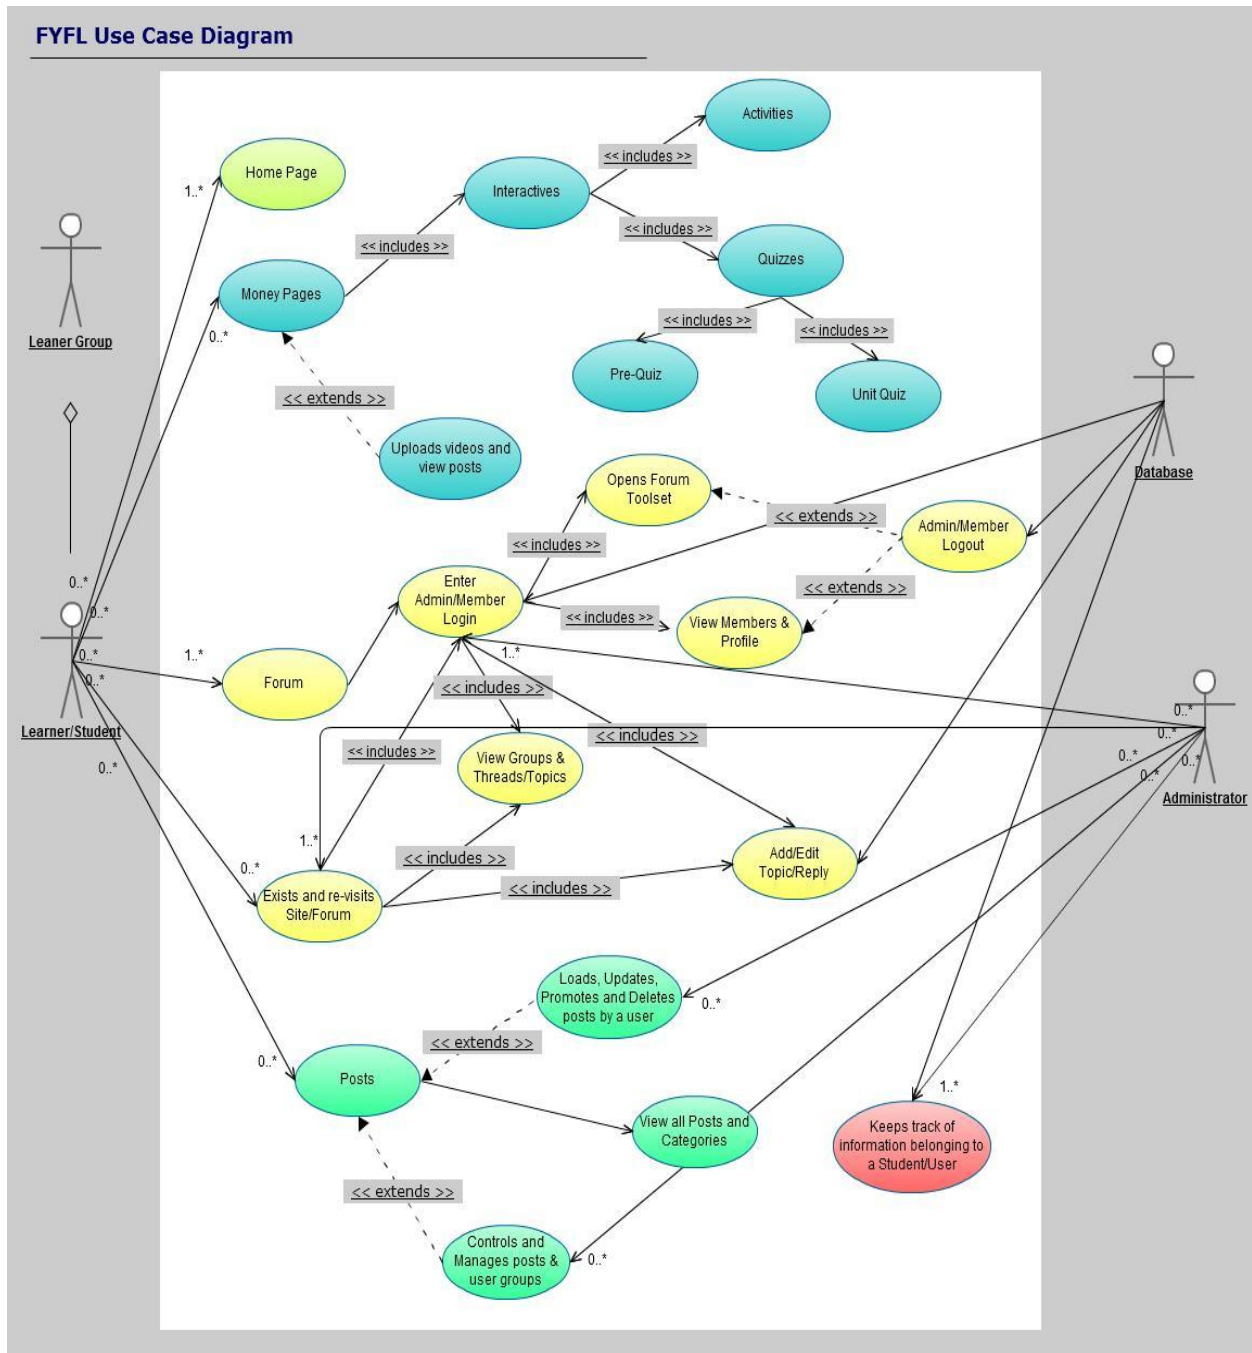 FYFL Use Case Diagram
Activities
<< includes >>
Home Page
1..*
Interactives
<< includes >>
<< includes >>
Quizzes
Money Pages
0..*
Leaner Group
<< includes >>
<< includes >>
Pre-Quiz
Unit Quiz
<< extends >>
Uploads videos and
view posts
Database
Opens Forum
Toolset
<< extends >>
Admin/Member
Logout
<< includes >>
Enter
Admin/Member
Login
<< extends >>
0..*
0..*
<< includes >>
View Members &
Profile
1..*
1..*
0..*
0..*
Forum
<< includes >>
Learner/Student
0..*
0..*
0..*
<< includes >>
<< includes >>
View Groups &
Threads/Topics
0..*
0..*
0..*
0..*
Administrator
1..*
<< includes >>
Add/Edit
Topic/Reply
0..*
<< includes >>
Exists and re-visits
Site/Forum
Loads, Updates,
Promotes and Deletes
posts by a user
0..*
<< extends >>
0..*
Posts
1..*
View all Posts and
Categories
Keeps track of
information belonging to
a Student/User
<< extends >>
Controls and
Manages posts &
user groups
0..*